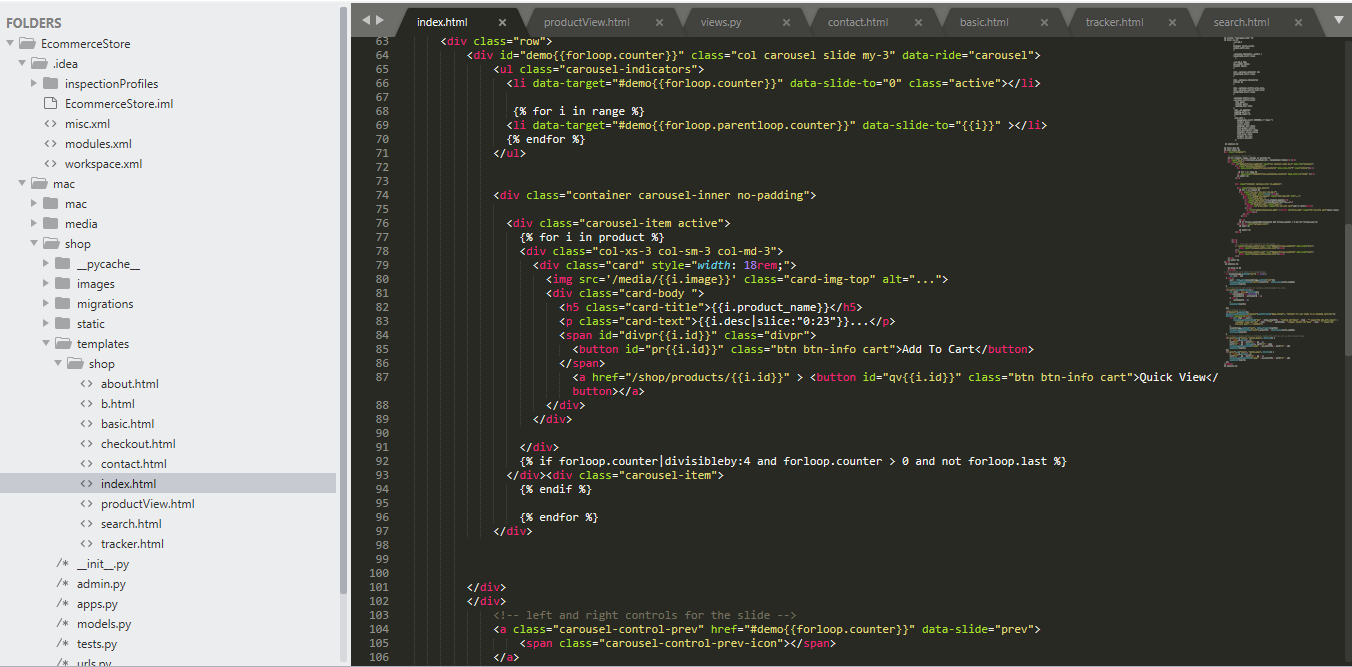 FOLDERS
EcommerceStore
.idea
inspectionProfiles
EcommerceStore.iml
misc.xml
modules.xml
workspace.xml
mac
mac
media
shop
__pycache__
images
migrations
static
templates
shop
about.html
b.html
basic.html
checkout.html
contact.html
index.html
productView.html
search.html
tracker.html
/* __init__.py
/* admin.py
/* apps.py
/* models.py
/* tests.py
/* urls.py
index.html × productView.html × views.py × contact.html × basic.html × tracker.html × search.html ×
63 <div class="row">
64 <div id="demo{{forloop.counter}}" class="col carousel slide my-3" data-ride="carousel">
65 <ul class="carousel-indicators">
66 <li data-target="#demo{{forloop.counter}}" data-slide-to="0" class="active"></li>
67
68 {% for i in range %}
69 <li data-target="#demo{{forloop.parentloop.counter}}" data-slide-to="{{i}}" ></li>
70 {% endfor %}
71 </ul>
72
73
74 <div class="container carousel-inner no-padding">
75
76 <div class="carousel-item active">
77 {% for i in product %}
78 <div class="col-xs-3 col-sm-3 col-md-3">
79 <div class="card" style="width: 18rem;">
80 <img src='/media/{{i.image}}' class="card-img-top" alt="...">
81 <div class="card-body ">
82 <h5 class="card-title">{{i.product_name}}</h5>
83 <p class="card-text">{{i.desc|slice:"0:23"}}...</p>
84 <span id="divpr{{i.id}}" class="divpr">
85 <button id="pr{{i.id}}" class="btn btn-info cart">Add To Cart</button>
86 </span>
87 <a href="/shop/products/{{i.id}}" > <button id="qv{{i.id}}" class="btn btn-info cart">Quick View</
button></a>
88 </div>
89 </div>
90
91 </div>
92 {% if forloop.counter|divisibleby:4 and forloop.counter > 0 and not forloop.last %}
93 </div><div class="carousel-item">
94 {% endif %}
95
96 {% endfor %}
97 </div>
98
99
100
101 </div>
102 </div>
103 <!-- left and right controls for the slide -->
104 <a class="carousel-control-prev" href="#demo{{forloop.counter}}" data-slide="prev">
105 <span class="carousel-control-prev-icon"></span>
106 </a>